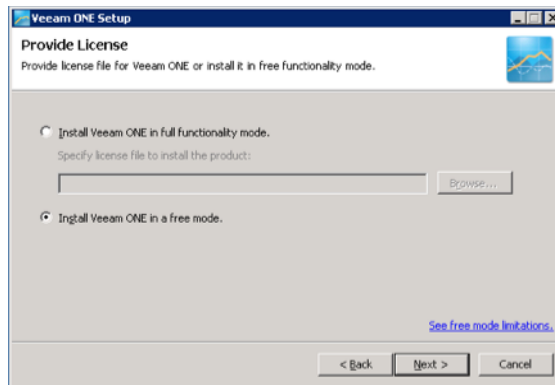 Veeam ONE Setup
Provide License
Provide license file for Veeam ONE or install it in free functionality mode.
Install Veeam ONE in full functionality mode.
Specify license file to install the product:
Browse...
Install Veeam ONE in a free mode.
See free mode limitations.
< Back Next > Cancel